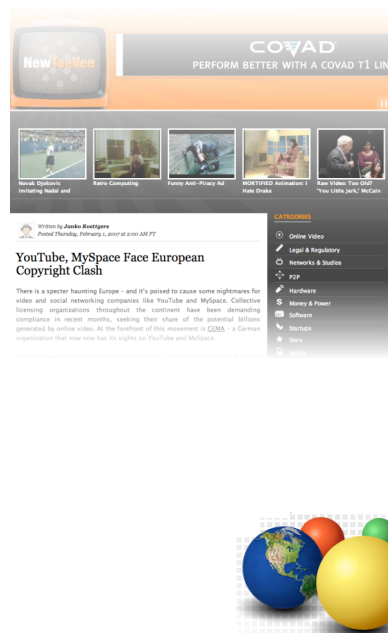 NewTeeVee
COVAD
PERFORM BETTER WITH A COVAD T1 LIN
Novak Djokovic
imitating Nadal and
Retro Computing
Funny Anti-Piracy Ad
MORTIFIED Animation: I
Hate Drake
Raw Video: Too Old?
'You Little Jerk,' McCain
Written by Janko Roettgers
Posted Thursday, February 1, 2007 at 2:00 AM PT
YouTube, MySpace Face European
Copyright Clash
There is a specter haunting Europe - and it's poised to cause some nightmares for
video and social networking companies like YouTube and MySpace. Collective
licensing organizations throughout the continent have been demanding
compliance in recent months, seeking their share of the potential billions
generated by online video. At the forefront of this movement is GEMA - a German
organization that now now has its sights on YouTube and MySpace.
CATEGORIES
Online Video
Legal & Regulatory
Networks & Studios
P2P
Hardware
Money & Power
Software
Startups
Stars